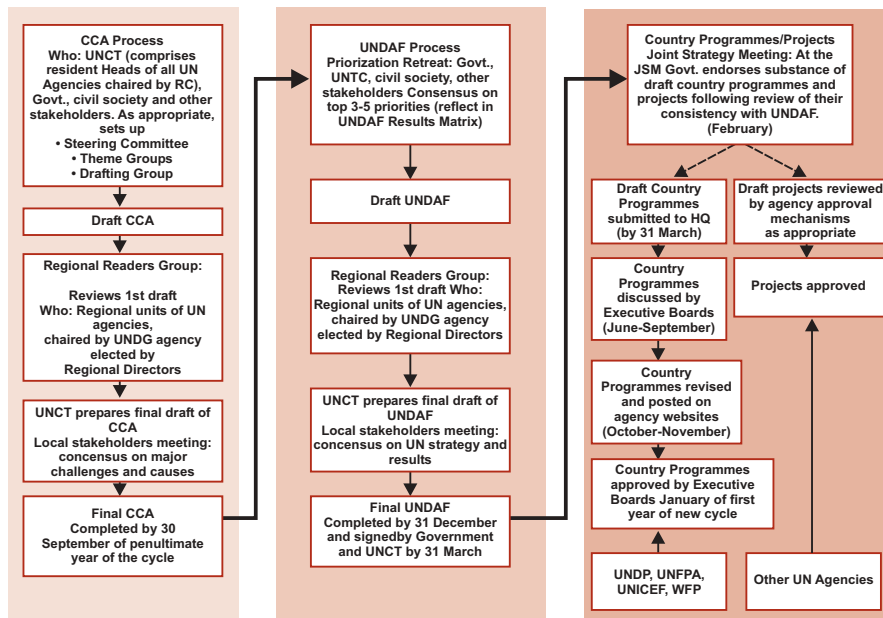 CCA Process
Who: UNCT (comprises
resident Heads of all UN
Agencies chaired by RC),
Govt., civil society and other
stakeholders. As appropriate,
sets up
• Steering Committee
• Theme Groups
• Drafting Group
Draft CCA
Regional Readers Group:
Reviews 1st draft
Who: Regional units of UN
agencies,
chaired by UNDG agency
elected by
Regional Directors
UNCT prepares final draft of
CCA
Local stakeholders meeting:
concensus on major
challenges and causes
Final CCA
Completed by 30
September of penultimate
year of the cycle
UNDAF Process
Priorization Retreat: Govt.,
UNTC, civil society, other
stakeholders Consensus on
top 3-5 priorities (reflect in
UNDAF Results Matrix)
Draft UNDAF
Regional Readers Group:
Reviews 1st draft Who:
Regional units of UN agencies,
chaired by UNDG agency
elected by Regional Directors
UNCT prepares final draft of
UNDAF
Local stakeholders meeting:
concensus on UN strategy and
results
Final UNDAF
Completed by 31 December
and signedby Government
and UNCT by 31 March
Country Programmes/Projects
Joint Strategy Meeting: At the
JSM Govt. endorses substance of
draft country programmes and
projects following review of their
consistency with UNDAF.
(February)
Draft Country
Programmes
submitted to HQ
(by 31 March)
Country
Programmes
discussed by
Executive Boards
(June-September)
Country
Programmes revised
and posted on
agency websites
(October-November)
Country Programmes
approved by Executive
Boards January of first
year of new cycle
UNDP, UNFPA,
UNICEF, WFP
Draft projects reviewed
by agency approval
mechanisms
as appropriate
Projects approved
Other UN Agencies